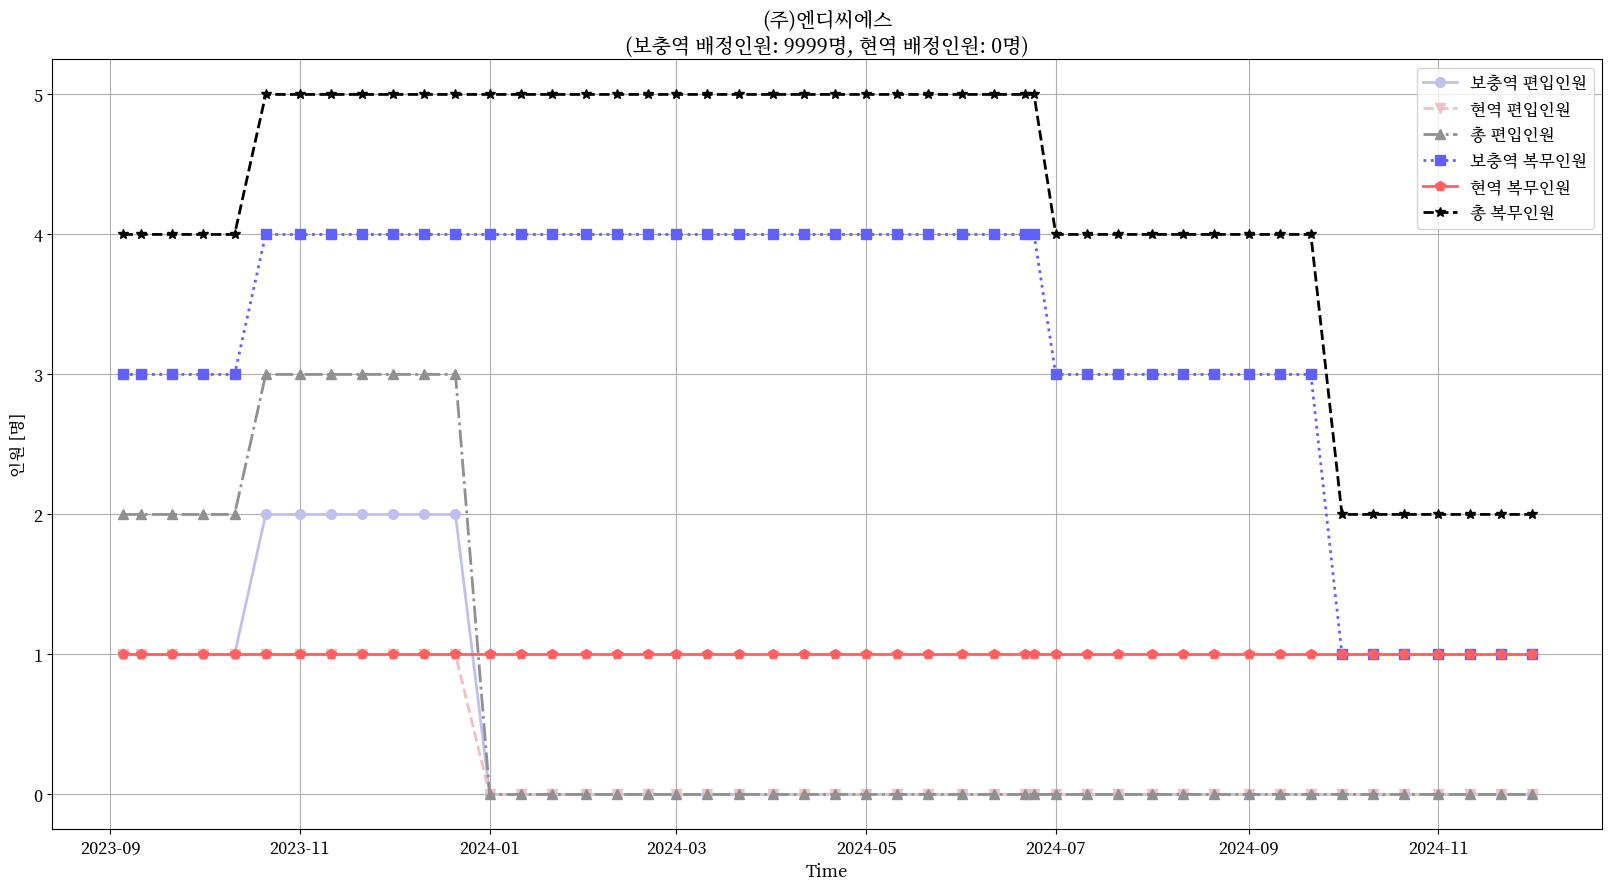 (주)엔디씨에스
(보충역 배정인원: 9999명, 현역 배정인원: 0명)
보충역 편입인원
현역 편입인원
총 편입인원
보충역 복무인원
현역 복무인원
총 복무인원
5
4
3
2
1
0
인원 [명]
2023-09
2023-11
2024-01
2024-03
2024-05
2024-07
2024-09
2024-11
Time